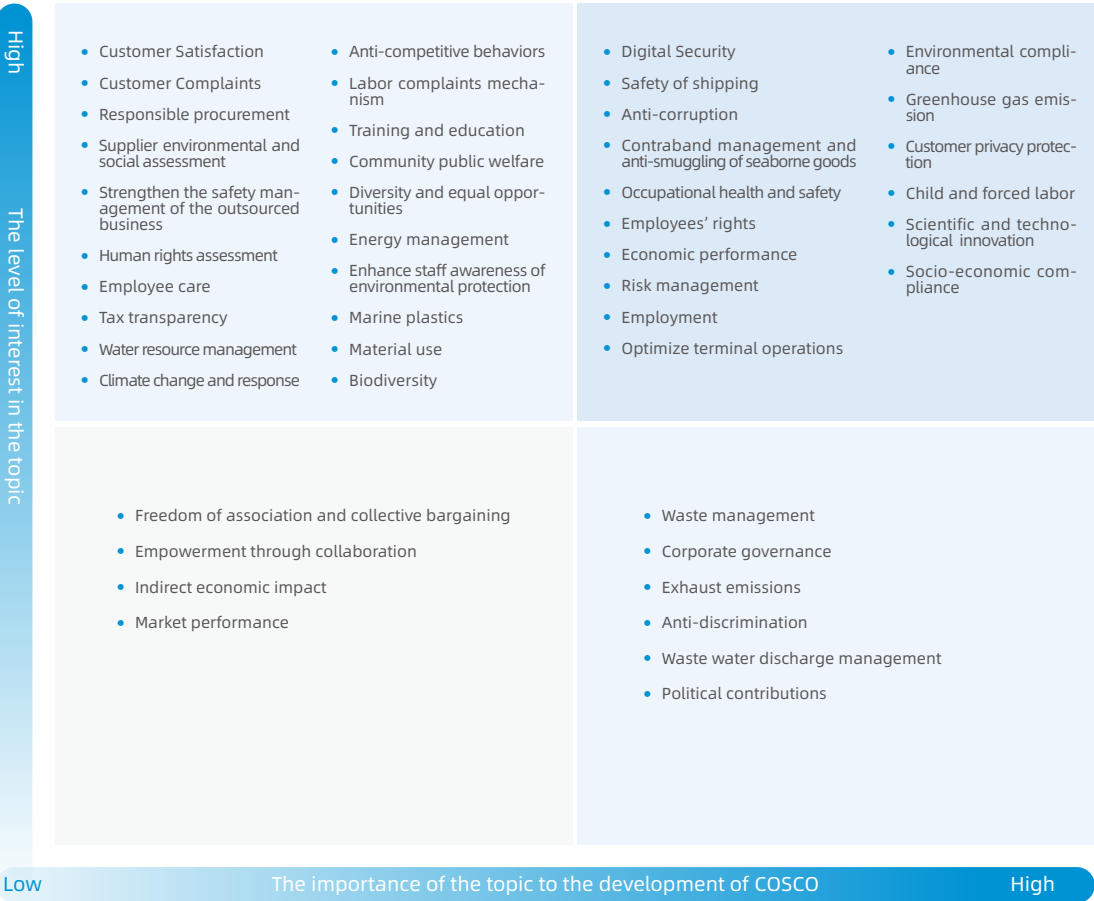 High
The level of interest in the topic
Customer Satisfaction
Customer Complaints
Responsible procurement
Supplier environmental and
social assessment
Strengthen the safety man-
agement of the outsourced
business
Human rights assessment
Employee care
Tax transparency
Water resource management
Climate change and response
Anti-competitive behaviors
Labor complaints mecha-
nism
Training and education
Community public welfare
Diversity and equal oppor-
tunities
Energy management
Enhance staff awareness of
environmental protection
Marine plastics
Material use
Biodiversity
Digital Security
Safety of shipping
Anti-corruption
Contraband management and
anti-smuggling of seaborne goods
Occupational health and safety
Employees’ rights
Economic performance
Risk management
Employment
Optimize terminal operations
Environmental compli-
ance
Greenhouse gas emis-
sion
Customer privacy protec-
tion
Child and forced labor
Scientific and techno-
logical innovation
Socio-economic com-
pliance
Freedom of association and collective bargaining
Empowerment through collaboration
Indirect economic impact
Market performance
Waste management
Corporate governance
Exhaust emissions
Anti-discrimination
Waste water discharge management
Political contributions
Low
The importance of the topic to the development of COSCO
High